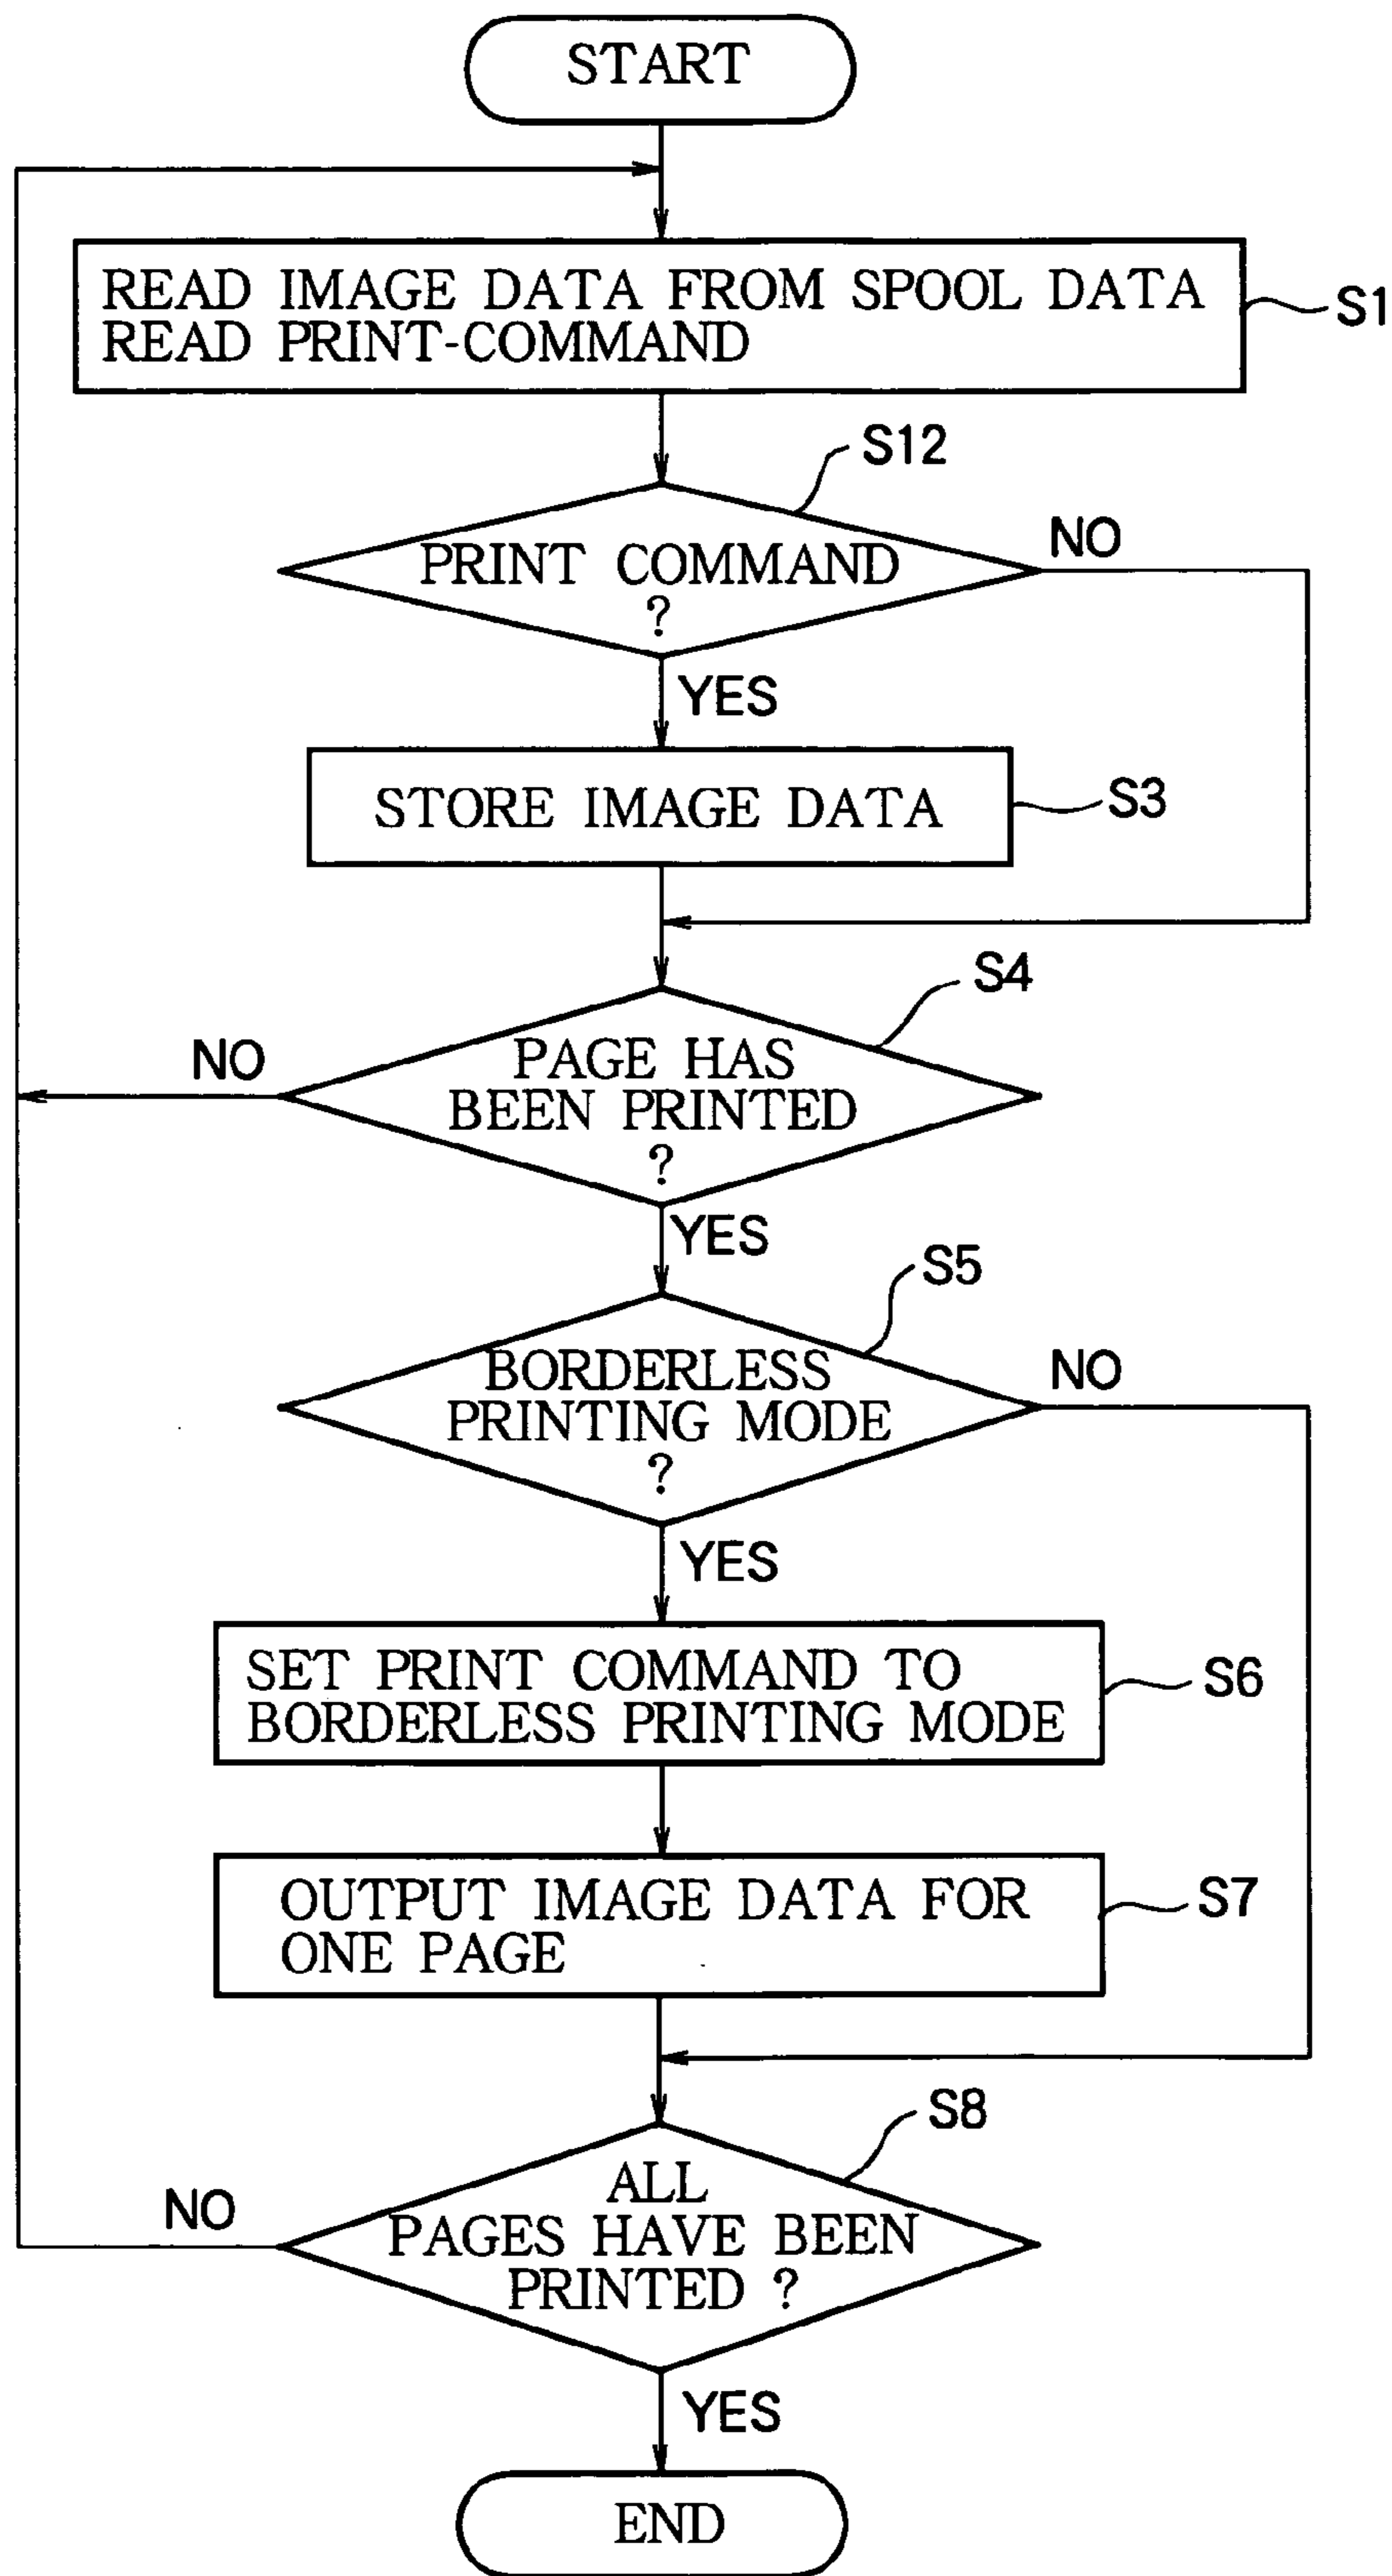 START
READ IMAGE DATA FROM SPOOL DATA
READ PRINT-COMMAND
S1
S12
PRINT COMMAND
?
NO
YES
STORE IMAGE DATA
S3
S4
PAGE HAS
BEEN PRINTED
?
NO
YES
S5
BORDERLESS
PRINTING MODE
?
NO
YES
SET PRINT COMMAND TO
BORDERLESS PRINTING MODE
S6
OUTPUT IMAGE DATA FOR
ONE PAGE
S7
S8
ALL
PAGES HAVE BEEN
PRINTED ?
NO
YES
END